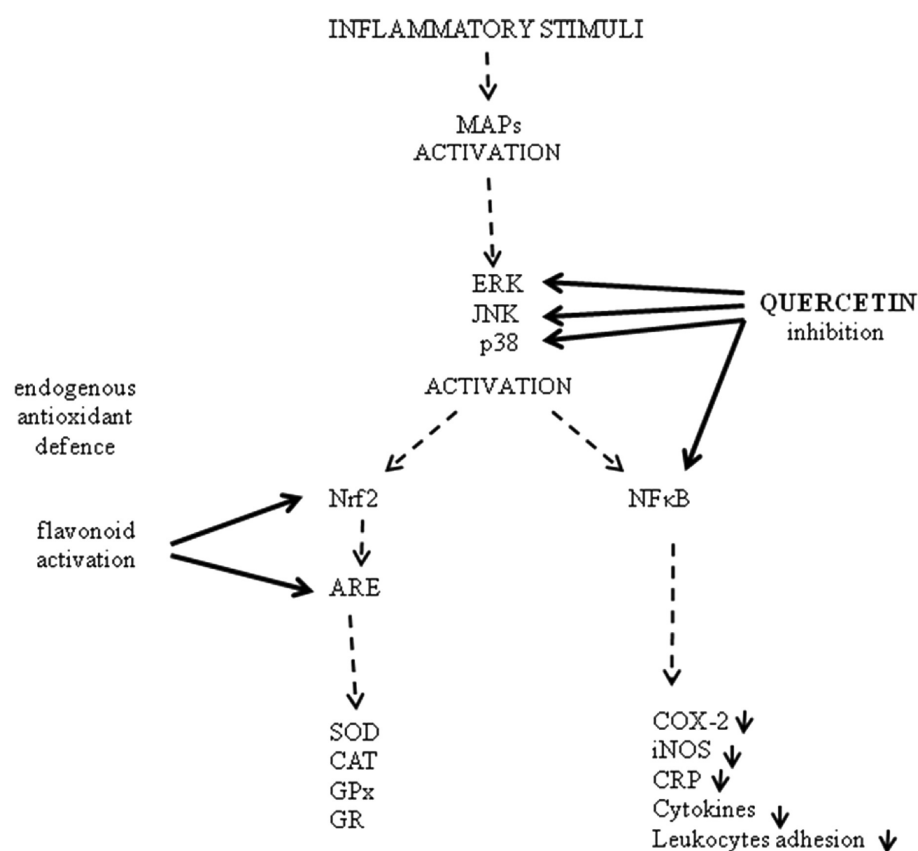 INFLAMMATORY STIMULI
MAPs
ACTIVATION
ERK
JNK
p38
QUERCETIN
inhibition
ACTIVATION
endogenous
antioxidant
defence
Nrf2
NFκB
flavonoid
activation
ARE
SOD
CAT
GPx
GR
COX-2
iNOS
CRP
Cytokines
Leukocytes adhesion